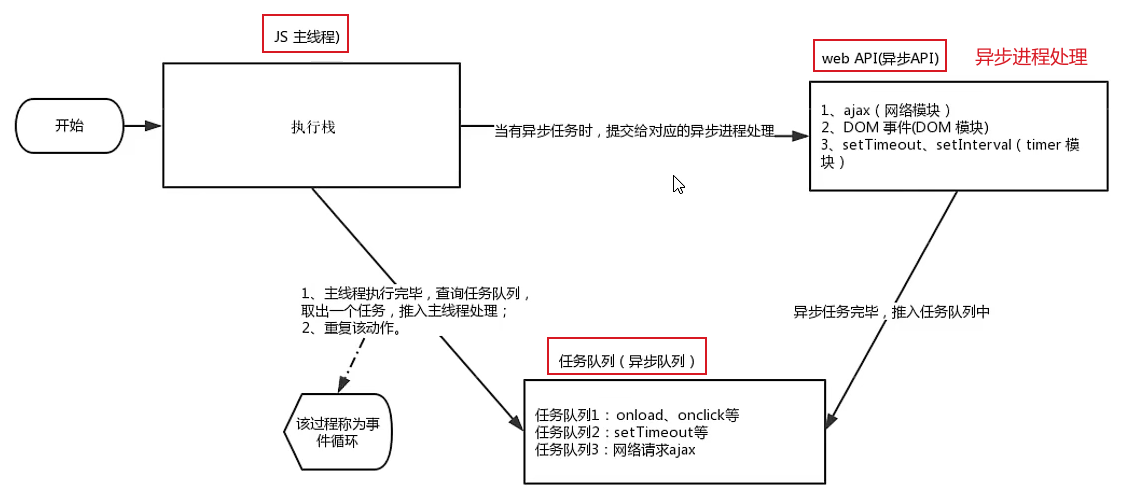 JS 主线程)
web API(异步API)
异步进程处理
开始
执行栈
当有异步任务时，提交给对应的异步进程处理
1、ajax（网络模块）
2、DOM 事件(DOM 模块)
3、setTimeout、setInterval（timer 模
块）
1、主线程执行完毕，查询任务队列，
取出一个任务，推入主线程处理；
2、重复该动作。
异步任务完毕，推入任务队列中
任务队列（异步队列）
该过程称为事
件循环
任务队列1：onload、onclick等
任务队列2：setTimeout等
任务队列3：网络请求ajax